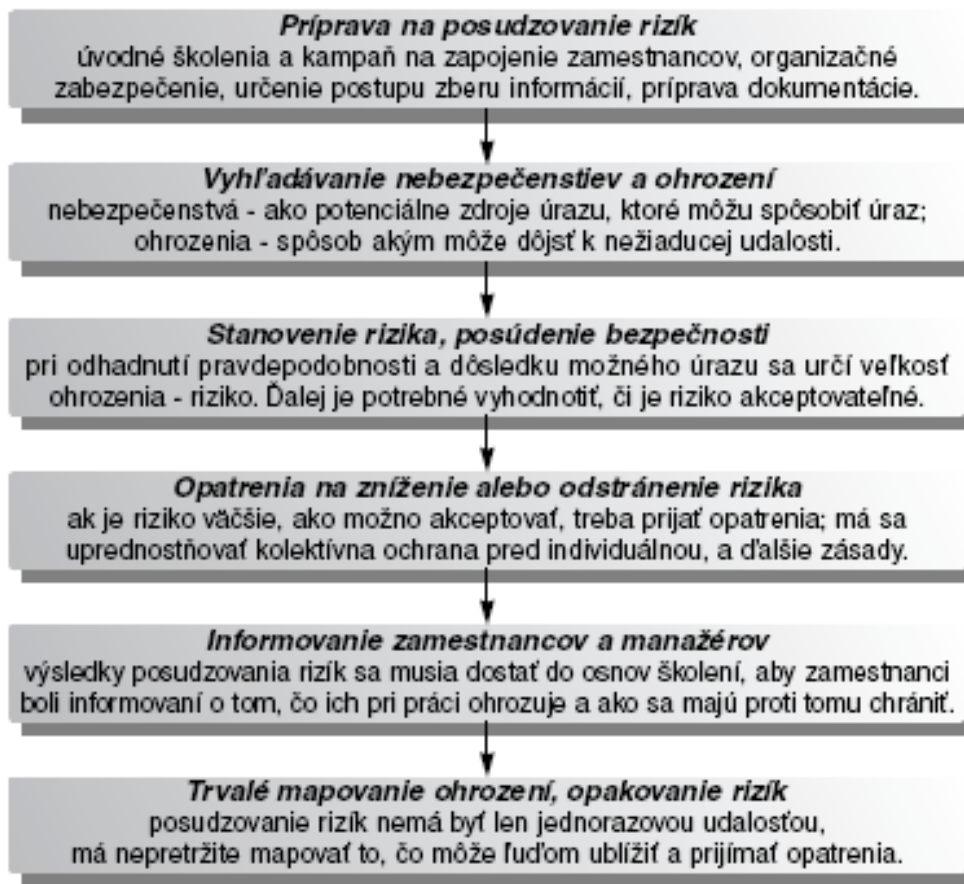 Príprava na posudzovanie rizík
úvodné školenia a kampaň na zapojenie zamestnancov, organizačné
zabezpečenie, určenie postupu zberu informácií, príprava dokumentácie.
Vyhľadávanie nebezpečenstiev a ohrození
nebezpečenstvá - ako potenciálne zdroje úrazu, ktoré môžu spôsobiť úraz;
ohrozenia - spôsob akým môže dôjsť k nežiaducej udalosti.
Stanovenie rizika, posúdenie bezpečnosti
pri odhadnutí pravdepodobnosti a dôsledku možného úrazu sa určí veľkosť
ohrozenia - riziko. Ďalej je potrebné vyhodnotiť, či je riziko akceptovateľné.
Opatrenia na zníženie alebo odstránenie rizika
ak je riziko väčšie, ako možno akceptovať, treba prijať opatrenia; má sa
uprednostňovať kolektívna ochrana pred individuálnou, a ďalšie zásady.
Informovanie zamestnancov a manažérov
výsledky posudzovania rizík sa musia dostať do osnov školení, aby zamestnanci
boli informovaní o tom, čo ich pri práci ohrozuje a ako sa majú proti tomu chrániť.
Trvalé mapovanie ohrození, opakovanie rizík
posudzovanie rizík nemá byť len jednorazovou udalosťou,
má nepretržite mapovať to, čo môže ľuďom ublížiť a prijímať opatrenia.